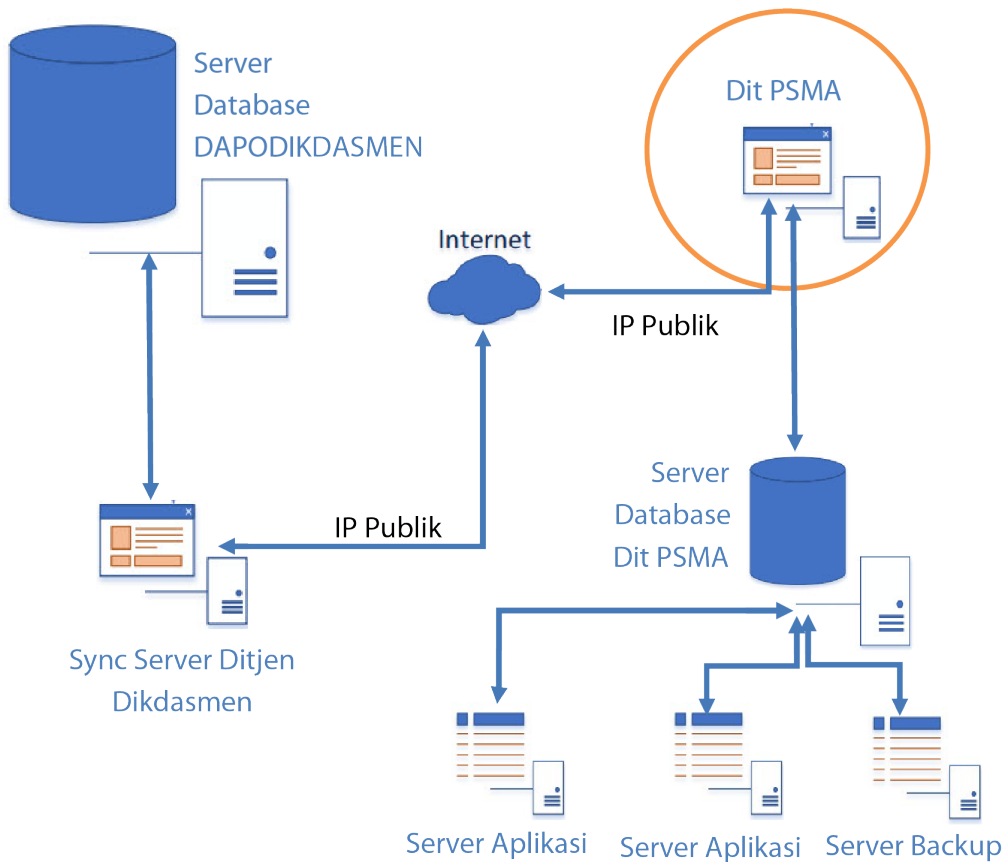 Server
Database
DAPODIKDASMEN
Dit PSMA
Internet
IP Publik
IP Publik
Server
Database
Dit PSMA
Sync Server Ditjen
Dikdasmen
Server Aplikasi
Server Aplikasi
Server Backup